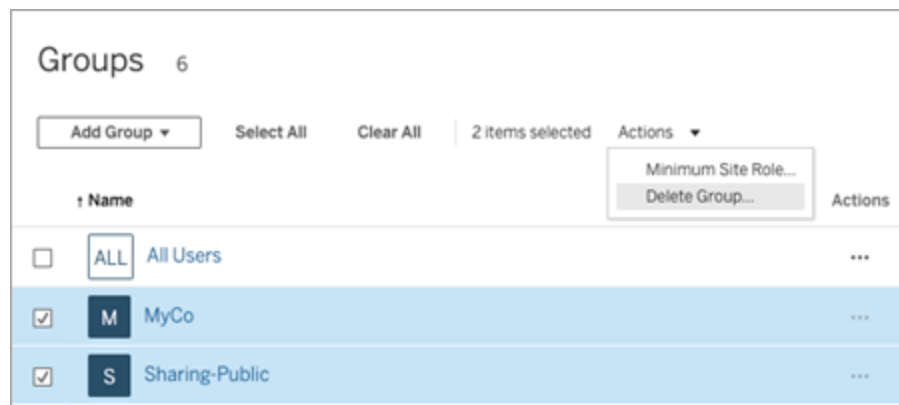 Groups 6
Add Group ▾ Select All Clear All 2 items selected Actions ▾
Minimum Site Role...
Delete Group...
↑ Name Actions
ALL All Users ...
M MyCo ...
S Sharing-Public ...